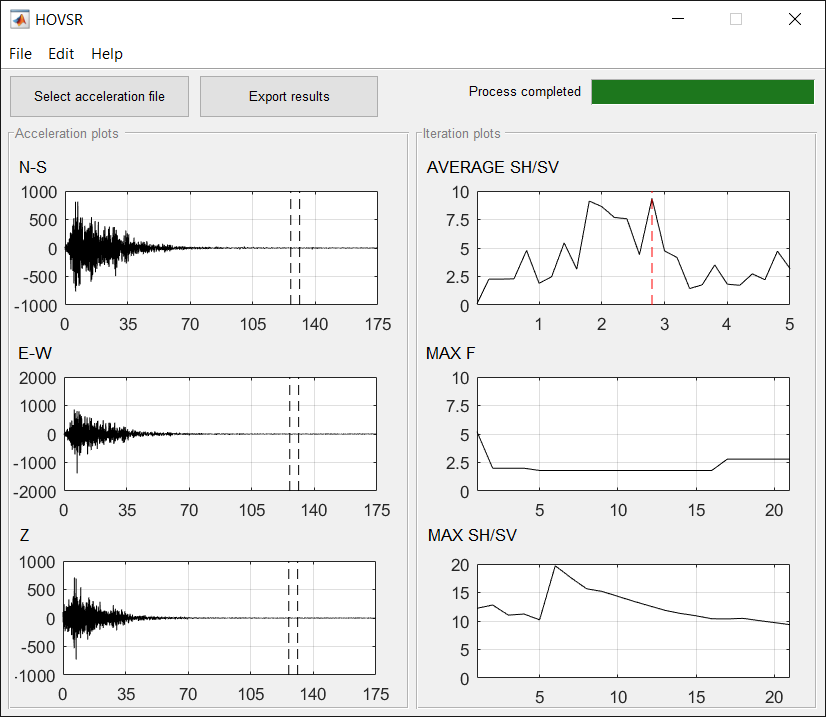 HOVSR
File Edit Help
Select acceleration file
Export results
Process completed
Acceleration plots
N-S
1000
500
0
-500
-1000
0 35 70 105 140 175
E-W
2000
1000
0
-1000
-2000
0 35 70 105 140 175
Z
1000
500
0
-500
-1000
0 35 70 105 140 175
Iteration plots
AVERAGE SH/SV
10
7.5
5
2.5
0
1 2 3 4 5
MAX F
10
7.5
5
2.5
0
5 10 15 20
MAX SH/SV
20
15
10
5
0
5 10 15 20